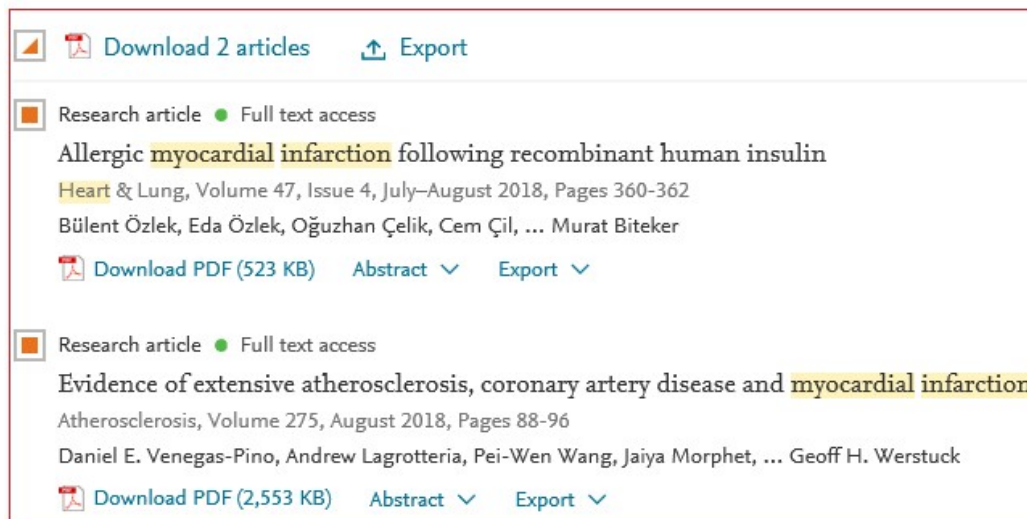 Download 2 articles Export
Research article Full text access
Allergic myocardial infarction following recombinant human insulin
Heart & Lung, Volume 47, Issue 4, July–August 2018, Pages 360-362
Bülent Özlek, Eda Özlek, Oğuzhan Çelik, Cem Çil, ... Murat Biteker
Download PDF (523 KB) Abstract Export
Research article Full text access
Evidence of extensive atherosclerosis, coronary artery disease and myocardial infarction
Atherosclerosis, Volume 275, August 2018, Pages 88-96
Daniel E. Venegas-Pino, Andrew Lagrotteria, Pei-Wen Wang, Jaiya Morphet, ... Geoff H. Werstuck
Download PDF (2,553 KB) Abstract Export